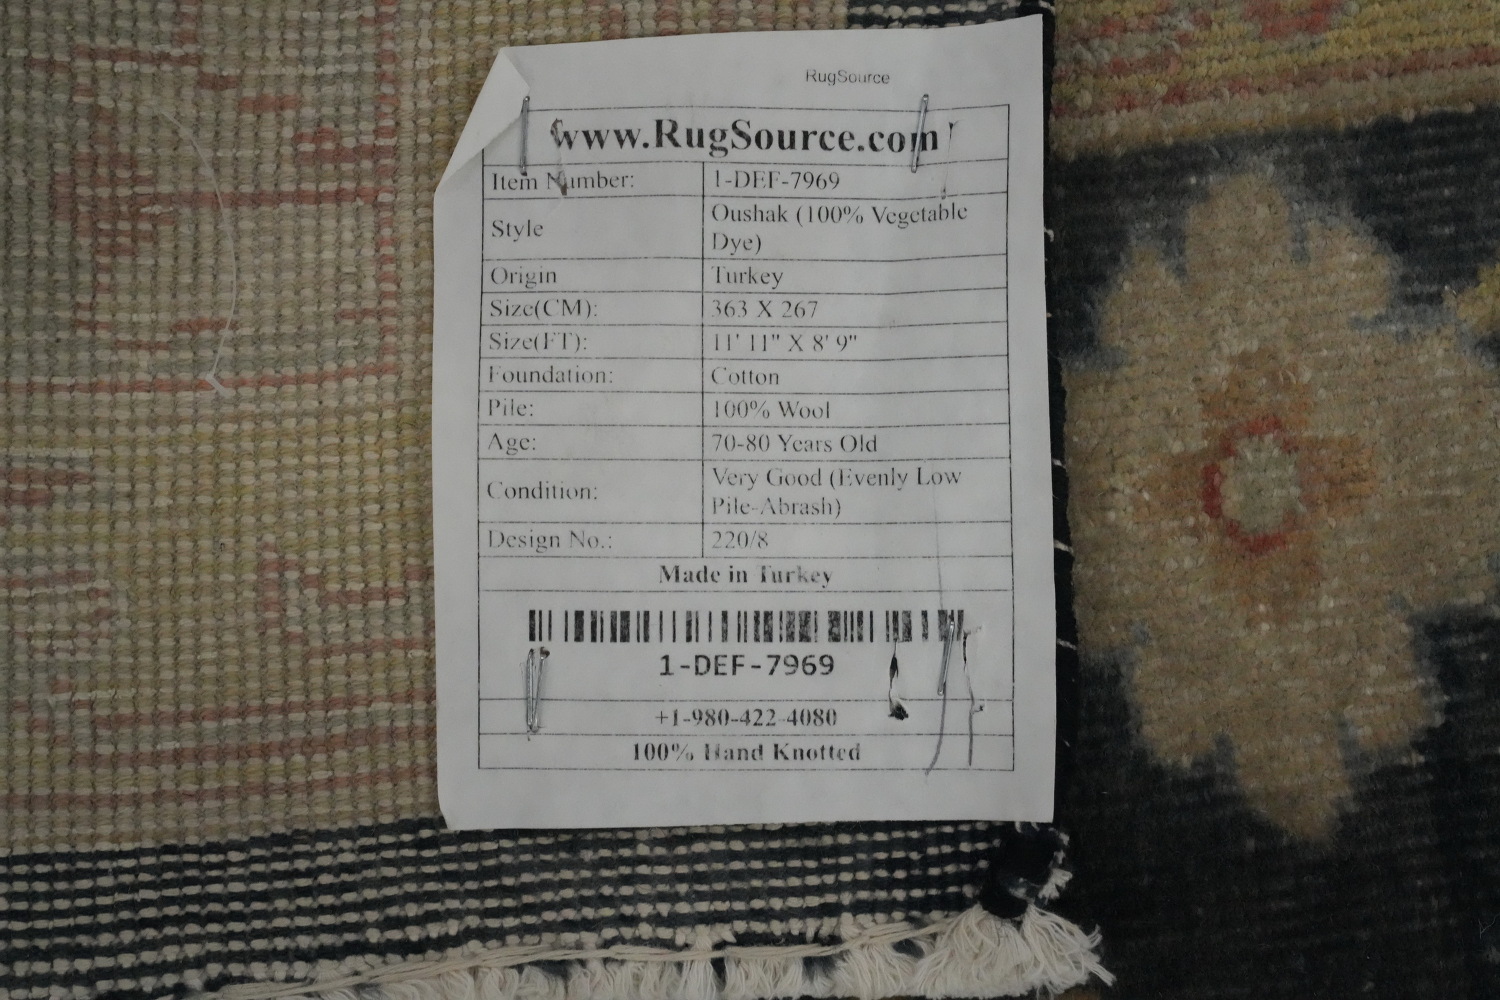 RugSource
www.RugSource.com
Item Number: 1-DEF-7969
Style Oushak (100% Vegetable
Dye)
Origin Turkey
Size(CM): 363 X 267
Size(FT): 11' 11" X 8' 9"
Foundation: Cotton
Pile: 100% Wool
Age: 70-80 Years Old
Condition: Very Good (Evenly Low
Pile-Abrash)
Design No.: 220/8
Made in Turkey
1-DEF-7969
+1-980-422-4080
100% Hand Knotted